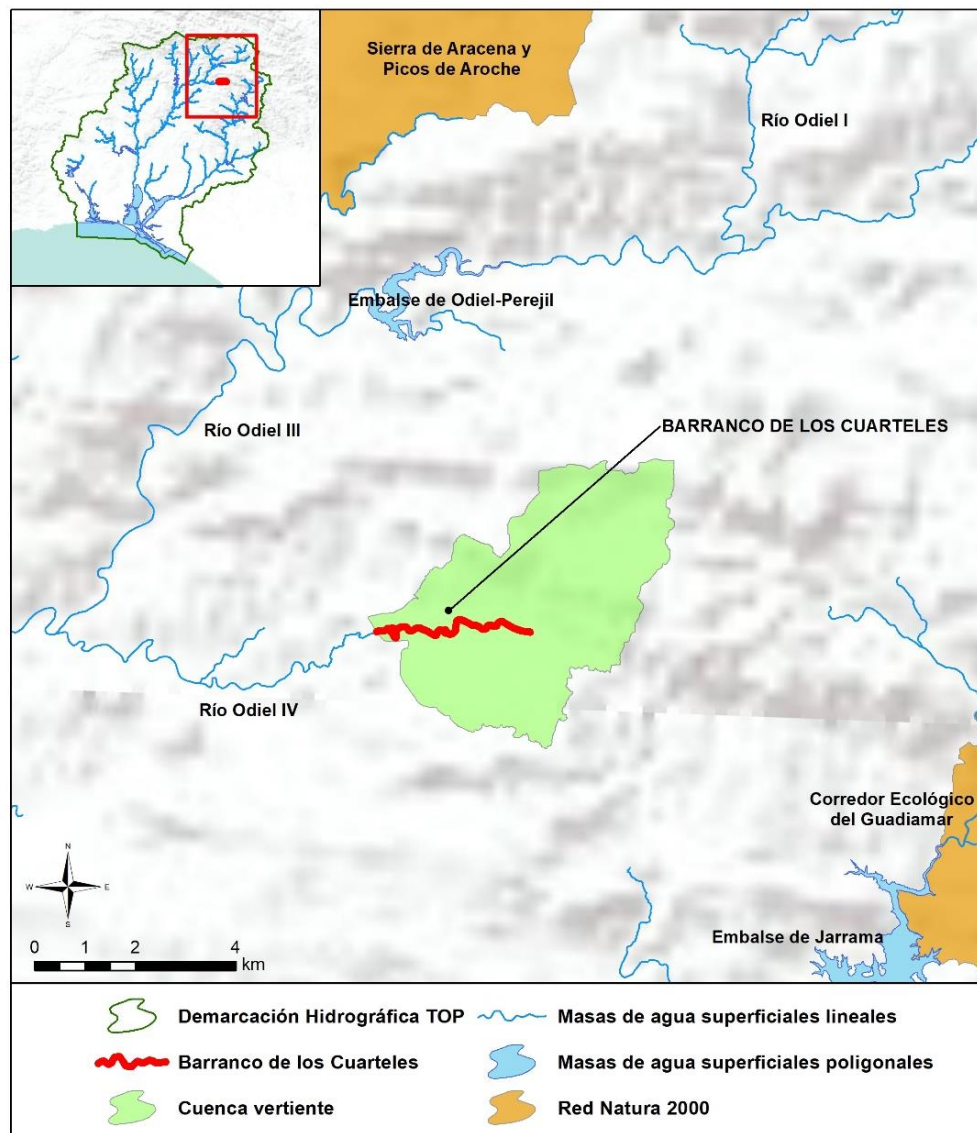 Sierra de Aracena y
Picos de Aroche
Río Odiel I
Embalse de Odiel-Perejil
Río Odiel III
BARRANCO DE LOS CUARTELES
Río Odiel IV
Corredor Ecológico
del Guadiamar
Embalse de Jarrama
N
W E
S
0 1 2 4
km
Demarcación Hidrográfica TOP
Masas de agua superficiales lineales
Barranco de los Cuarteles
Masas de agua superficiales poligonales
Cuenca vertiente
Red Natura 2000